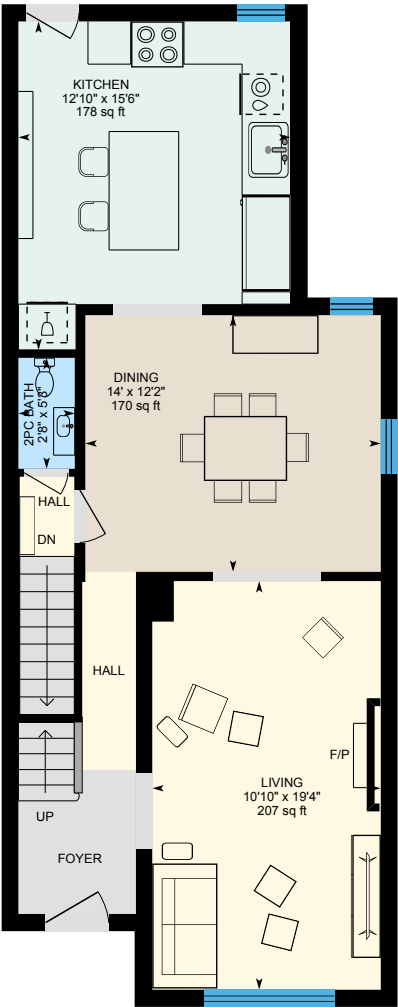 KITCHEN
12'10" x 15'6"
178 sq ft
DINING
14' x 12'2"
170 sq ft
2PC BATH
2'8" x 5'8"
HALL
DN
HALL
F/P
LIVING
10'10" x 19'4"
207 sq ft
UP
FOYER